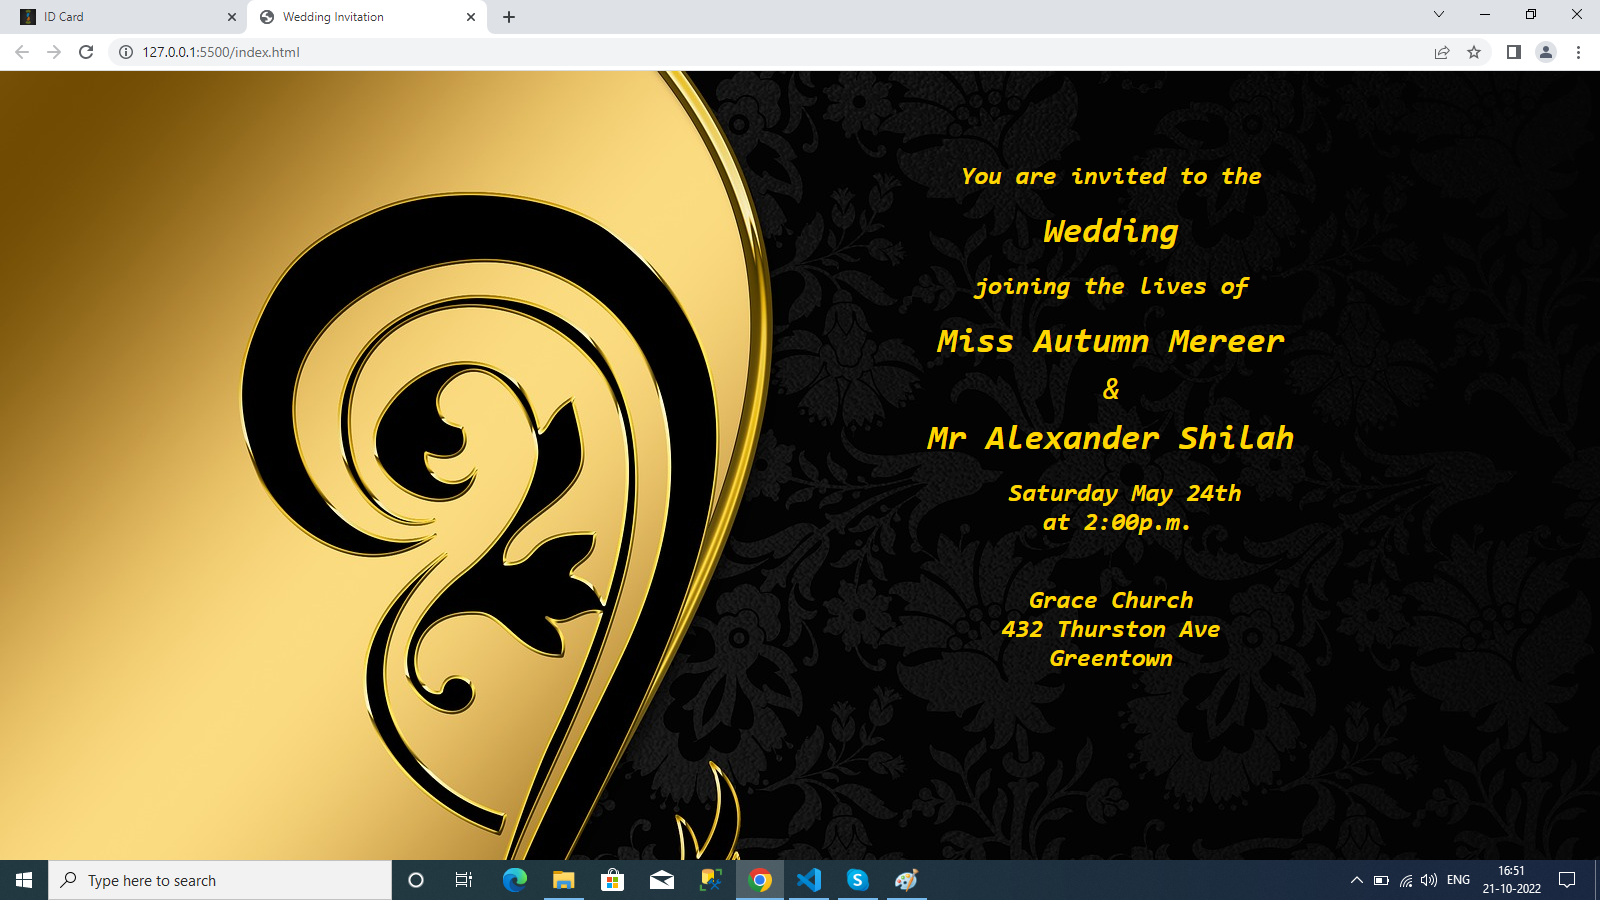 ID Card
Wedding Invitation
127.0.0.1:5500/index.html
You are invited to the
Wedding
joining the lives of
Miss Autumn Mereer
&
Mr Alexander Shilah
Saturday May 24th
at 2:00p.m.
Grace Church
432 Thurston Ave
Greentown
Type here to search
ENG
16:51
21-10-2022